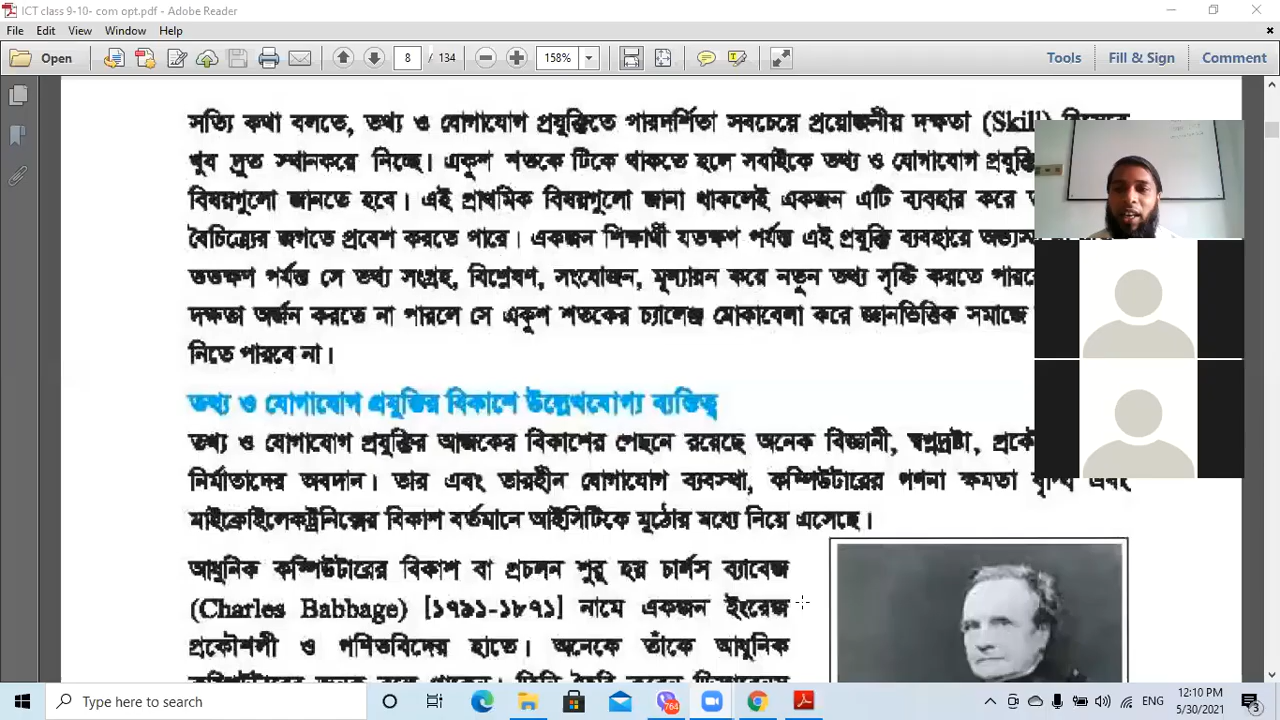 ICT class 9-10- com opt.pdf - Adobe Reader
File Edit View Window Help
Open 8 / 134 158% Tools Fill & Sign Comment
সত্যি কথা বলতে, তথ্য ও যোগাযোগ প্রযুক্তিতে পারদর্শিতা সবচেয়ে প্রয়োজনীয় দক্ষতা (Skill)
খুব দ্রুত স্থানকরে নিচ্ছে। একুশ শতকে টিকে থাকতে হলে সবাইকে তথ্য ও যোগাযোগ
বিষয়গুলো জানতে হবে। এই প্রাথমিক বিষয়গুলো জানা থাকলেই একজন এটি ব্যবহার করে
বৈচিত্র্যের জগতে প্রবেশ করতে পারে। একজন শিক্ষার্থী যতক্ষণ পর্যন্ত এই প্রযুক্তি ব্যবহারে
ততক্ষণ পর্যন্ত সে তথ্য সংগ্রহ, বিশ্লেষণ, সংযোজন, মূল্যায়ন করে নতুন তথ্য সৃষ্টি করতে
দক্ষতা অর্জন করতে না পারলে সে একুশ শতকের চ্যালেঞ্জ মোকাবেলা করে জ্ঞানভিত্তিক সমাজে
নিতে পারবে না।
তথ্য ও যোগাযোগ প্রযুক্তির বিকাশে উল্লেখযোগ্য ব্যক্তিত্ব
তথ্য ও যোগাযোগ প্রযুক্তির আজকের বিকাশের পেছনে রয়েছে অনেক বিজ্ঞানী, স্বপ্নদ্রষ্টা,
নির্মাতাদের অবদান। তার এবং তারহীন যোগাযোগ ব্যবস্থা, কম্পিউটারের গণনা ক্ষমতা বৃদ্ধি এবং
মাইক্রোইলেকট্রনিক্সের বিকাশ বর্তমানে আইসিটিকে মুঠোর মধ্যে নিয়ে এসেছে।
আধুনিক কম্পিউটারের বিকাশ বা প্রচলন শুরু হয় চার্লস ব্যাবেজ
(Charles Babbage) [১৭৯১-১৮৭১] নামে একজন ইংরেজ
প্রকৌশলী ও গণিতবিদের হাতে। অনেকে তাঁকে আধুনিক
Type here to search
764
ENG
12:10 PM
5/30/2021
3